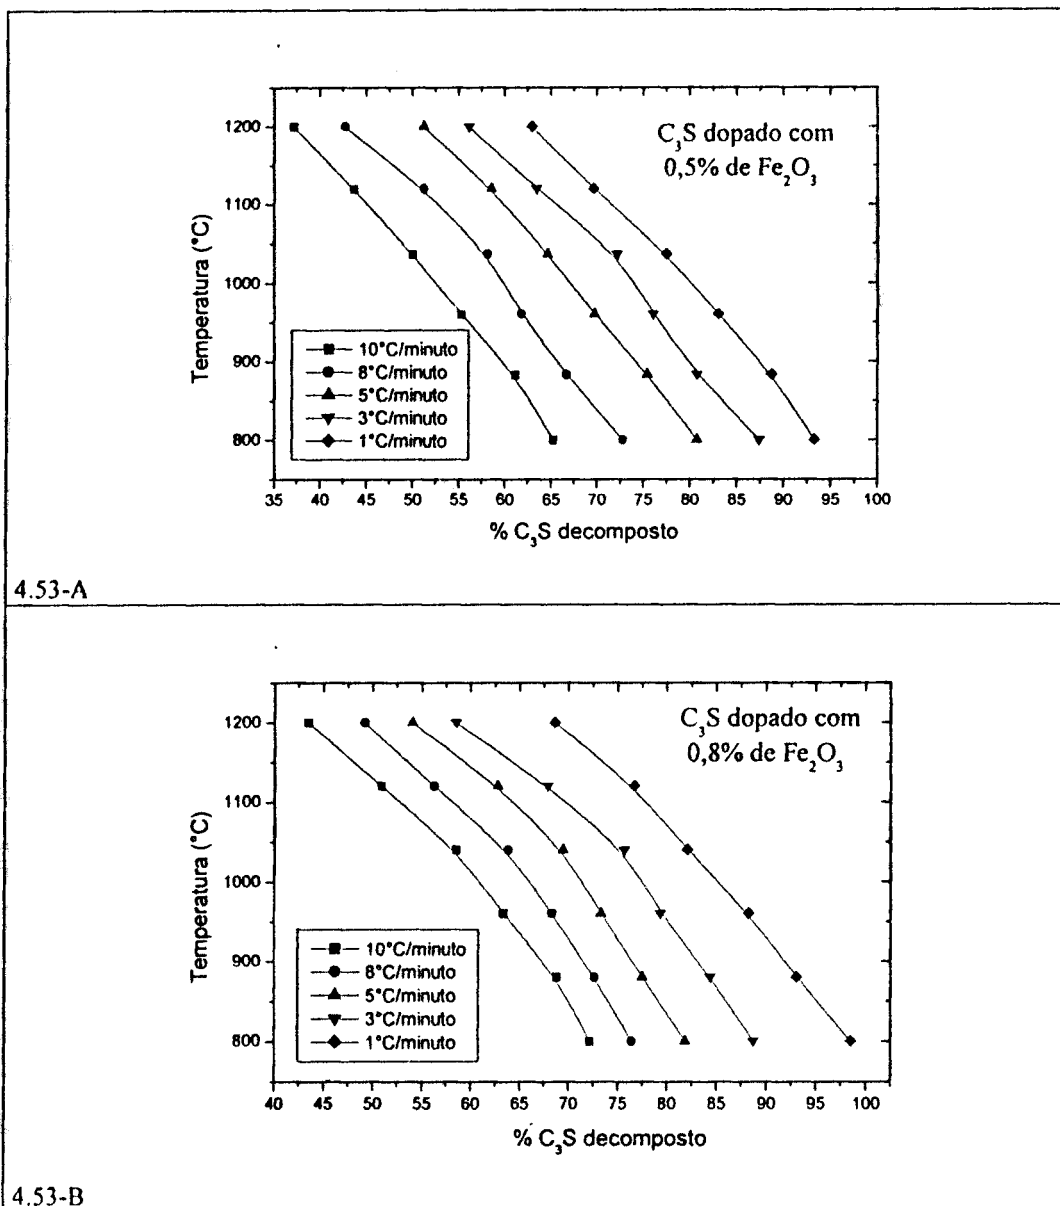 C₃S dopado com
0,5% de Fe₂O₃
Temperatura (°C)
1200
1100
1000
900
800
10°C/minuto
8°C/minuto
5°C/minuto
3°C/minuto
1°C/minuto
35 40 45 50 55 60 65 70 75 80 85 90 95 100
% C₃S decomposto
4.53-A
C₃S dopado com
0,8% de Fe₂O₃
Temperatura (°C)
1200
1100
1000
900
800
10°C/minuto
8°C/minuto
5°C/minuto
3°C/minuto
1°C/minuto
40 45 50 55 60 65 70 75 80 85 90 95 100
% C₃S decomposto
4.53-B